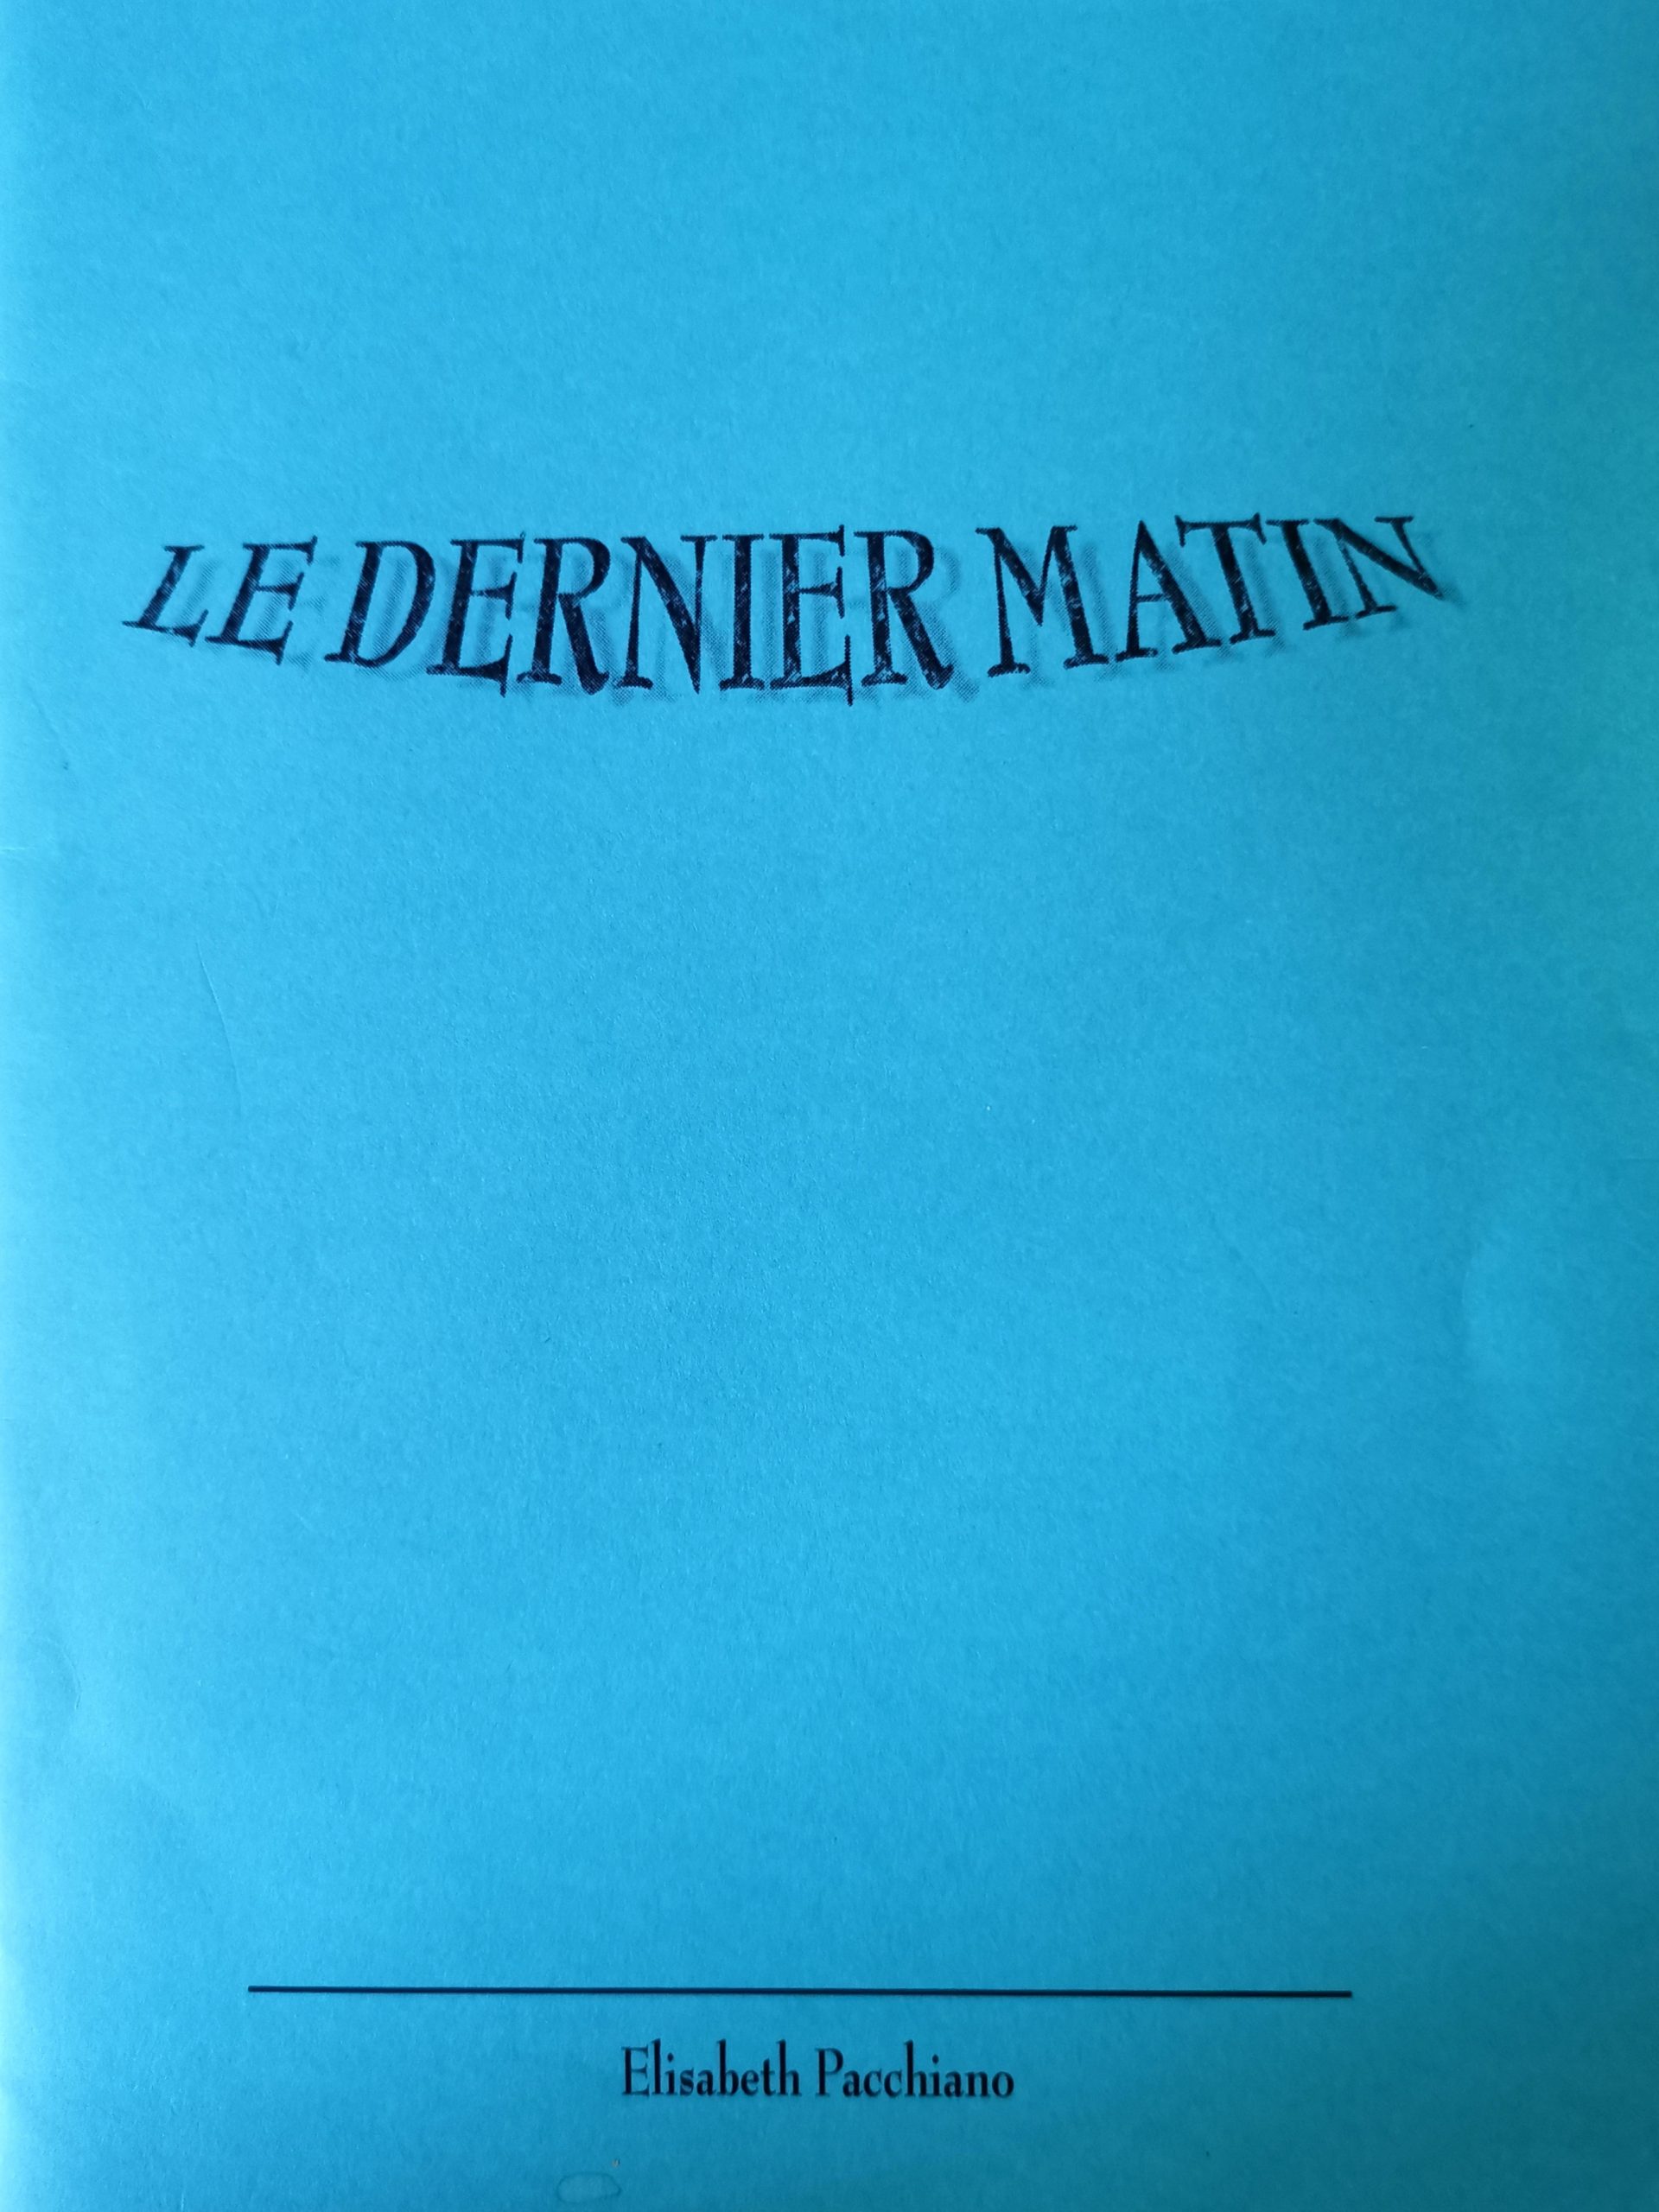 LE DERNIER MATIN
Elisabeth Pacchiano